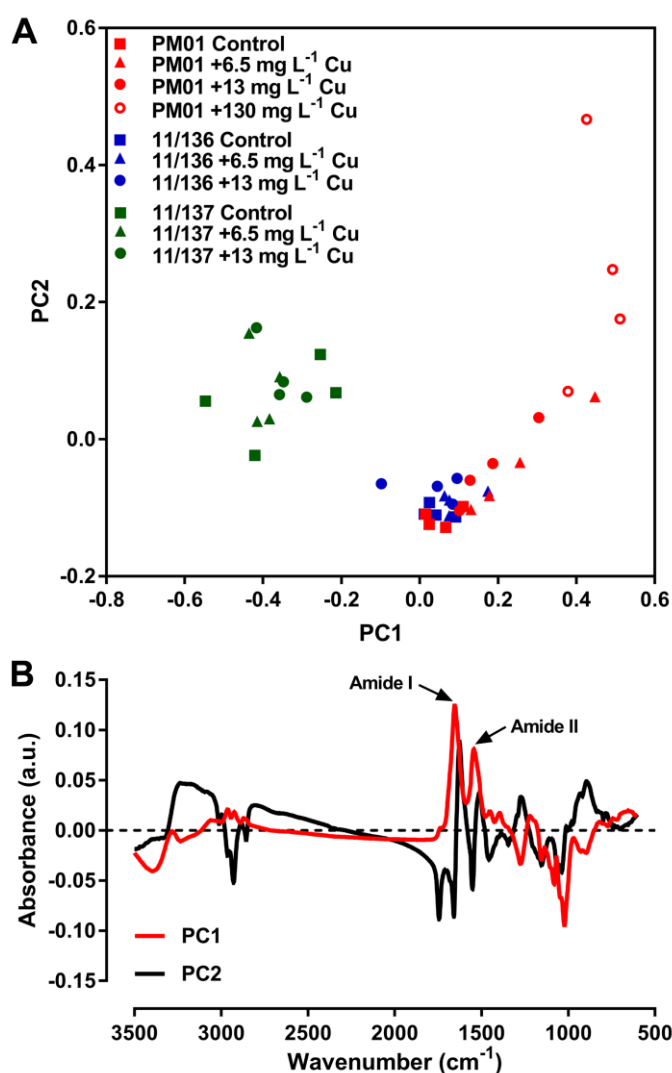 A
0.6
0.4
0.2
0.0
-0.2
PC2
PM01 Control
PM01 +6.5 mg L⁻¹ Cu
PM01 +13 mg L⁻¹ Cu
PM01 +130 mg L⁻¹ Cu
11/136 Control
11/136 +6.5 mg L⁻¹ Cu
11/136 +13 mg L⁻¹ Cu
11/137 Control
11/137 +6.5 mg L⁻¹ Cu
11/137 +13 mg L⁻¹ Cu
-0.8 -0.6 -0.4 -0.2 0.0 0.2 0.4 0.6
PC1
B
0.15
0.10
0.05
0.00
-0.05
-0.10
-0.15
Absorbance (a.u.)
Amide I
Amide II
PC1
PC2
3500 3000 2500 2000 1500 1000 500
Wavenumber (cm⁻¹)